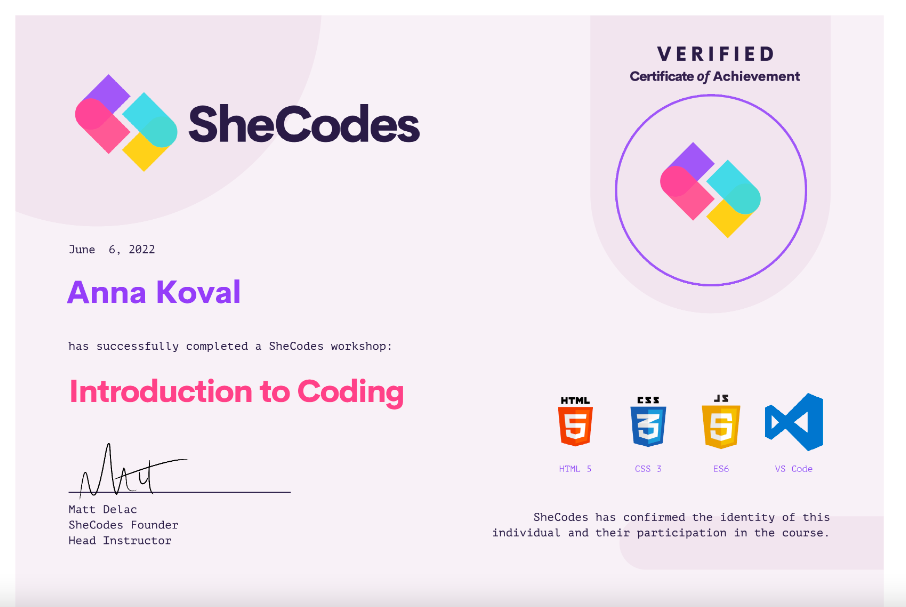 VERIFIED
Certificate of Achievement
SheCodes
June  6, 2022
Anna Koval
has successfully completed a SheCodes workshop:
Introduction to Coding
HTML
5
CSS
3
JS
5
HTML 5
CSS 3
ES6
VS Code
Matt Delac
SheCodes Founder
Head Instructor
SheCodes has confirmed the identity of this
individual and their participation in the course.